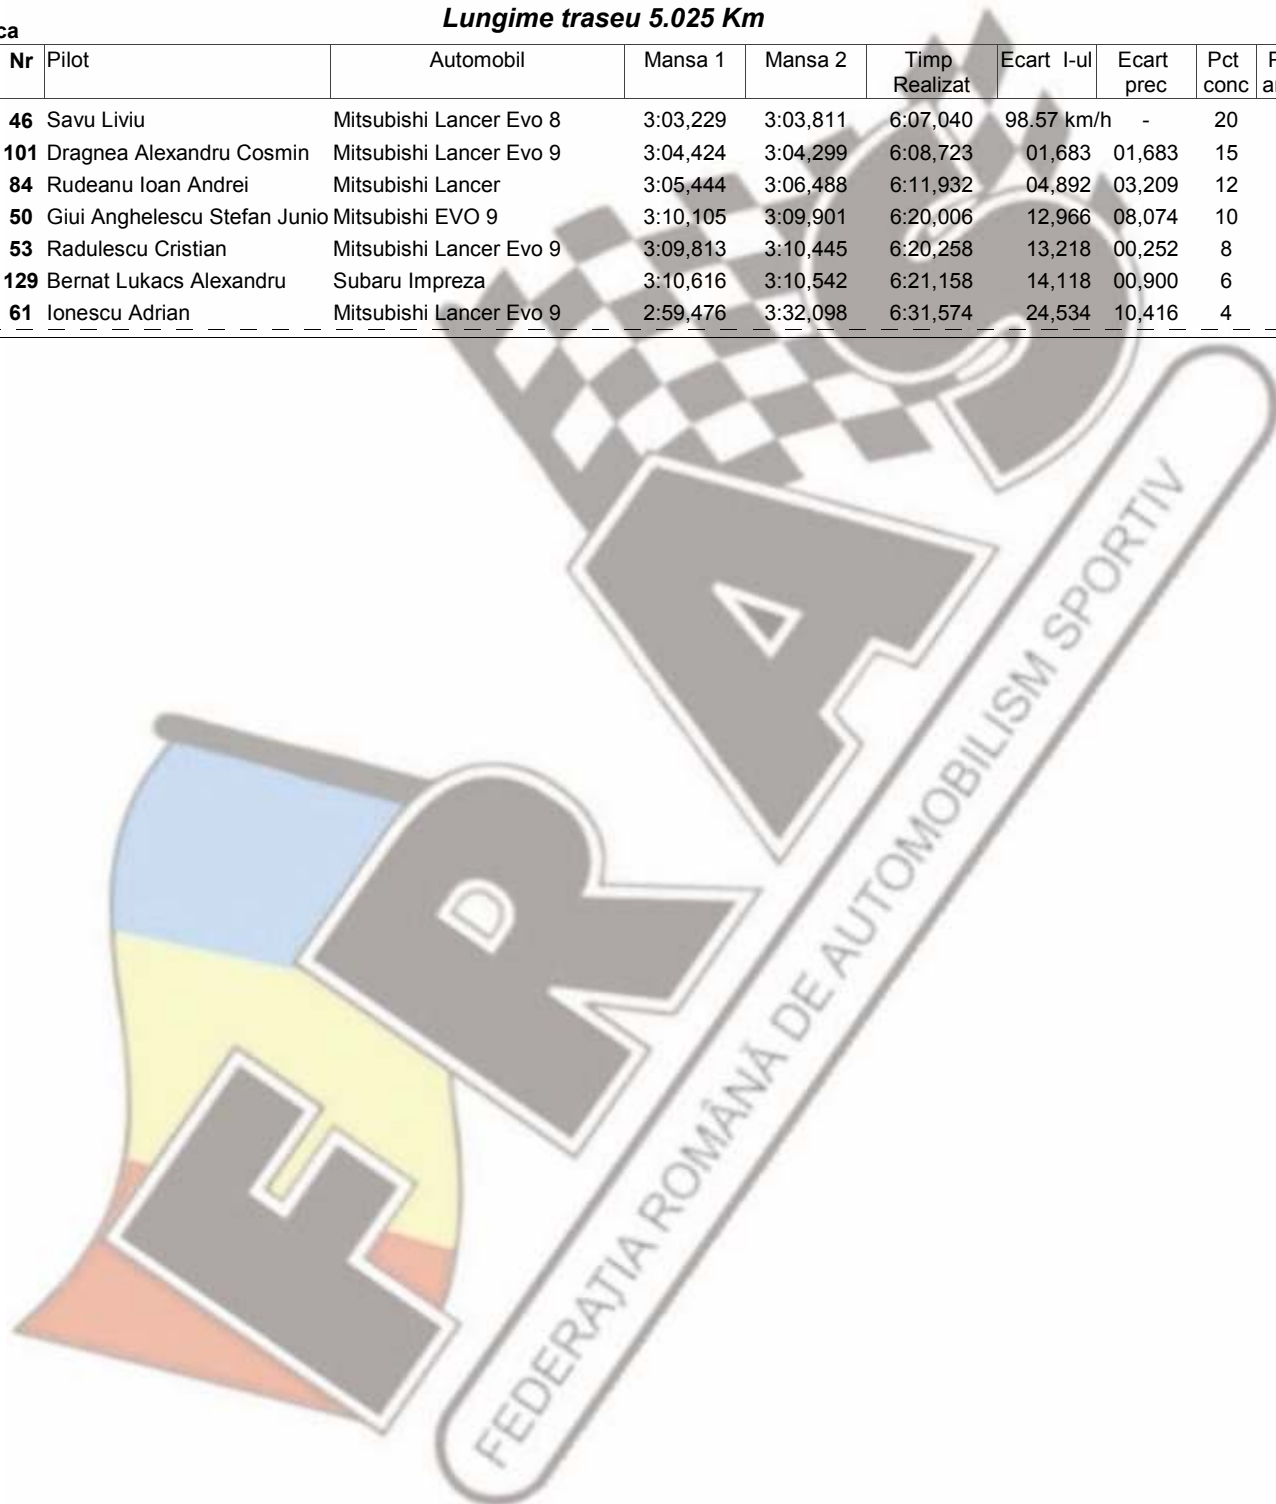 Lungime traseu 5.025 Km
ca
Nr Pilot Automobil Mansa 1 Mansa 2 Timp Realizat Ecart I-ul Ecart prec Pct conc
46 Savu Liviu Mitsubishi Lancer Evo 8 3:03,229 3:03,811 6:07,040 98.57 km/h - 20
101 Dragnea Alexandru Cosmin Mitsubishi Lancer Evo 9 3:04,424 3:04,299 6:08,723 01,683 01,683 15
84 Rudeanu Ioan Andrei Mitsubishi Lancer 3:05,444 3:06,488 6:11,932 04,892 03,209 12
50 Giui Anghelescu Stefan Junio Mitsubishi EVO 9 3:10,105 3:09,901 6:20,006 12,966 08,074 10
53 Radulescu Cristian Mitsubishi Lancer Evo 9 3:09,813 3:10,445 6:20,258 13,218 00,252 8
129 Bernat Lukacs Alexandru Subaru Impreza 3:10,616 3:10,542 6:21,158 14,118 00,900 6
61 Ionescu Adrian Mitsubishi Lancer Evo 9 2:59,476 3:32,098 6:31,574 24,534 10,416 4
FRAS
FEDERAȚIA ROMÂNĂ DE AUTOMOBILISM SPORTIV